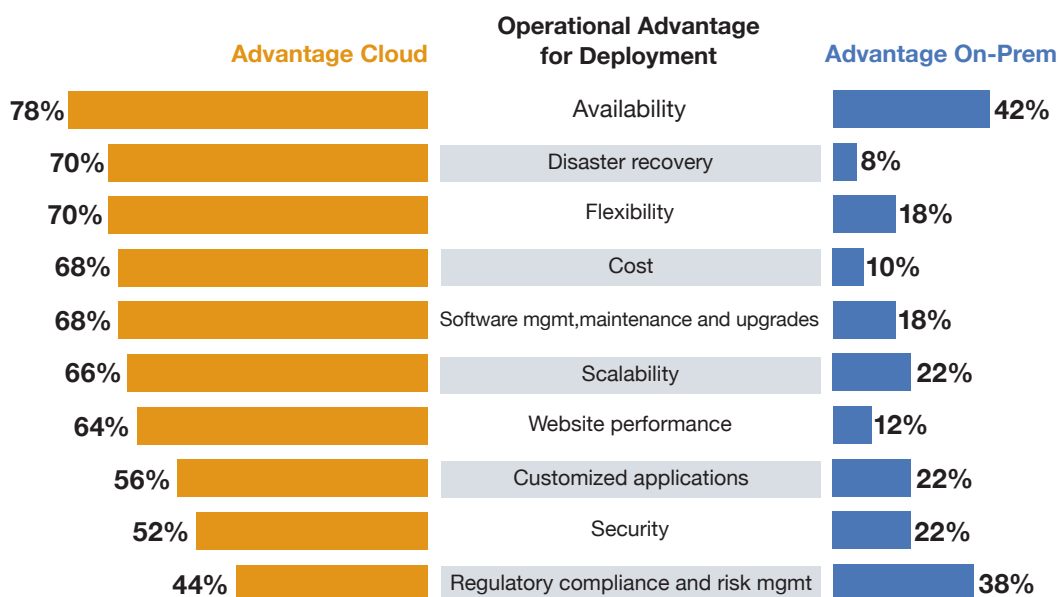 Operational Advantage
for Deployment
Advantage Cloud
Advantage On-Prem
78% Availability 42%
70% Disaster recovery 8%
70% Flexibility 18%
68% Cost 10%
68% Software mgmt,maintenance and upgrades 18%
66% Scalability 22%
64% Website performance 12%
56% Customized applications 22%
52% Security 22%
44% Regulatory compliance and risk mgmt 38%